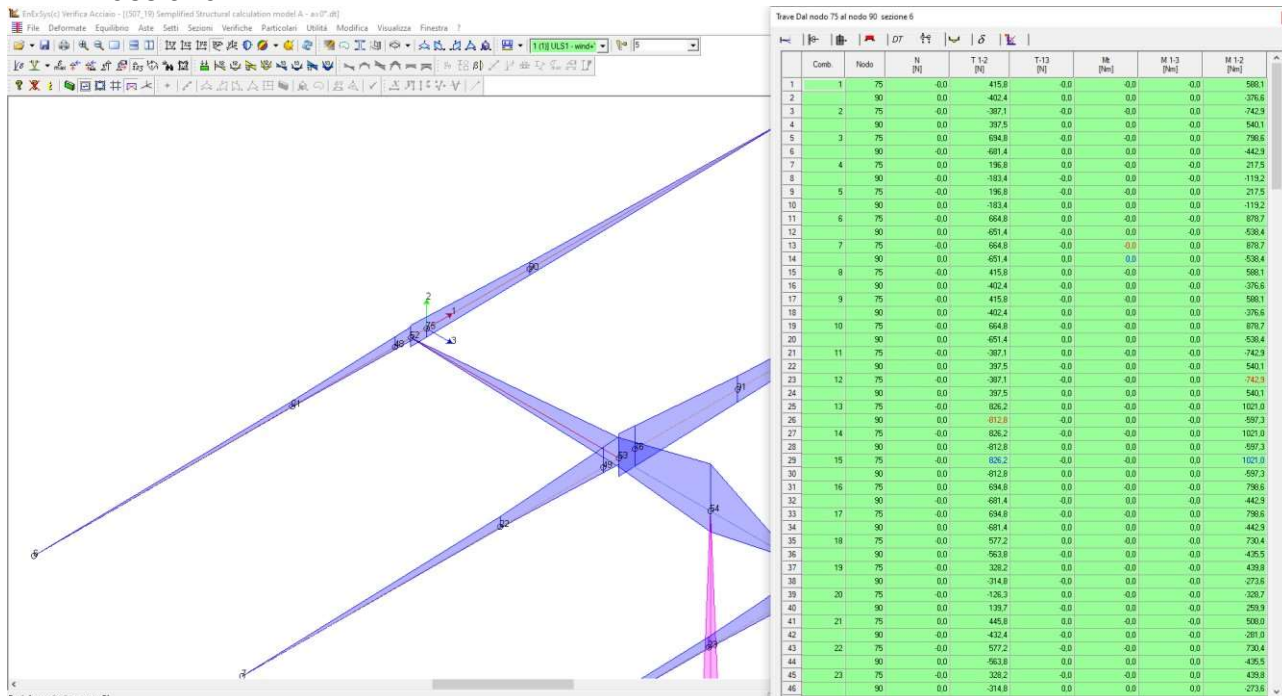 EnExSys(c) Verifica Acciaio - [(507_19) Semplified Structural calculation model A - av0*.dt]
File Deformate Equilibrio Aste Setti Sezioni Verifiche Particolari Utilità Modifica Visualizza Finestra ?
1 (1)| ULS1 - wind+
5
2
1
3
90
76
52
48
91
31
53
49
54
22
23
6
7
Trave Dal nodo 75 al nodo 90 sezione 6
DT δ
Comb. Nodo N [N] T 1-2 [N] T-13 [N] Mt [Nm] M 1-3 [Nm] M 1-2 [Nm]
1 1 75 -0,0 415,8 -0,0 -0,0 -0,0 588,1
2 90 0,0 -402,4 0,0 0,0 0,0 -376,6
3 2 75 -0,0 -387,1 -0,0 -0,0 -0,0 -742,9
4 90 0,0 397,5 0,0 0,0 -0,0 540,1
5 3 75 -0,0 694,8 -0,0 -0,0 -0,0 798,6
6 90 -0,0 -681,4 0,0 0,0 0,0 -442,9
7 4 75 -0,0 196,8 -0,0 -0,0 -0,0 217,5
8 90 0,0 -183,4 0,0 0,0 -0,0 -119,2
9 5 75 -0,0 196,8 -0,0 -0,0 -0,0 217,5
10 90 0,0 -183,4 0,0 0,0 -0,0 -119,2
11 6 75 -0,0 664,8 -0,0 -0,0 -0,0 878,7
12 90 0,0 -651,4 0,0 0,0 -0,0 -538,4
13 7 75 -0,0 664,8 -0,0 -0,0 -0,0 878,7
14 90 0,0 -651,4 0,0 0,0 -0,0 -538,4
15 8 75 -0,0 415,8 -0,0 -0,0 -0,0 588,1
16 90 0,0 -402,4 0,0 0,0 0,0 -376,6
17 9 75 -0,0 415,8 -0,0 -0,0 -0,0 588,1
18 90 0,0 -402,4 0,0 0,0 0,0 -376,6
19 10 75 -0,0 664,8 -0,0 -0,0 -0,0 878,7
20 90 0,0 -651,4 0,0 0,0 -0,0 -538,4
21 11 75 -0,0 -387,1 -0,0 -0,0 -0,0 -742,9
22 90 0,0 397,5 0,0 0,0 -0,0 540,1
23 12 75 -0,0 -387,1 -0,0 -0,0 -0,0 -742,9
24 90 0,0 397,5 0,0 0,0 -0,0 540,1
25 13 75 -0,0 826,2 -0,0 -0,0 -0,0 1021,0
26 90 0,0 -812,8 0,0 0,0 -0,0 -597,3
27 14 75 -0,0 826,2 -0,0 -0,0 -0,0 1021,0
28 90 0,0 -812,8 0,0 0,0 -0,0 -597,3
29 15 75 -0,0 826,2 -0,0 -0,0 -0,0 1021,0
30 90 0,0 -812,8 0,0 0,0 -0,0 -597,3
31 16 75 -0,0 694,8 -0,0 -0,0 -0,0 798,6
32 90 0,0 -681,4 0,0 0,0 0,0 -442,9
33 17 75 -0,0 694,8 -0,0 -0,0 -0,0 798,6
34 90 -0,0 -681,4 0,0 0,0 0,0 -442,9
35 18 75 -0,0 577,2 -0,0 -0,0 -0,0 730,4
36 90 0,0 -563,8 0,0 0,0 -0,0 -435,5
37 19 75 -0,0 328,2 -0,0 -0,0 -0,0 439,8
38 90 0,0 -314,8 0,0 0,0 -0,0 -273,6
39 20 75 -0,0 -126,3 -0,0 -0,0 -0,0 -328,7
40 90 0,0 139,7 0,0 0,0 0,0 259,9
41 21 75 -0,0 445,8 -0,0 -0,0 -0,0 508,0
42 90 -0,0 -432,4 0,0 0,0 -0,0 -281,0
43 22 75 -0,0 577,2 -0,0 -0,0 -0,0 730,4
44 90 0,0 -563,8 0,0 0,0 -0,0 -435,5
45 23 75 -0,0 328,2 -0,0 -0,0 -0,0 439,8
46 90 0,0 -314,8 0,0 0,0 -0,0 -273,6